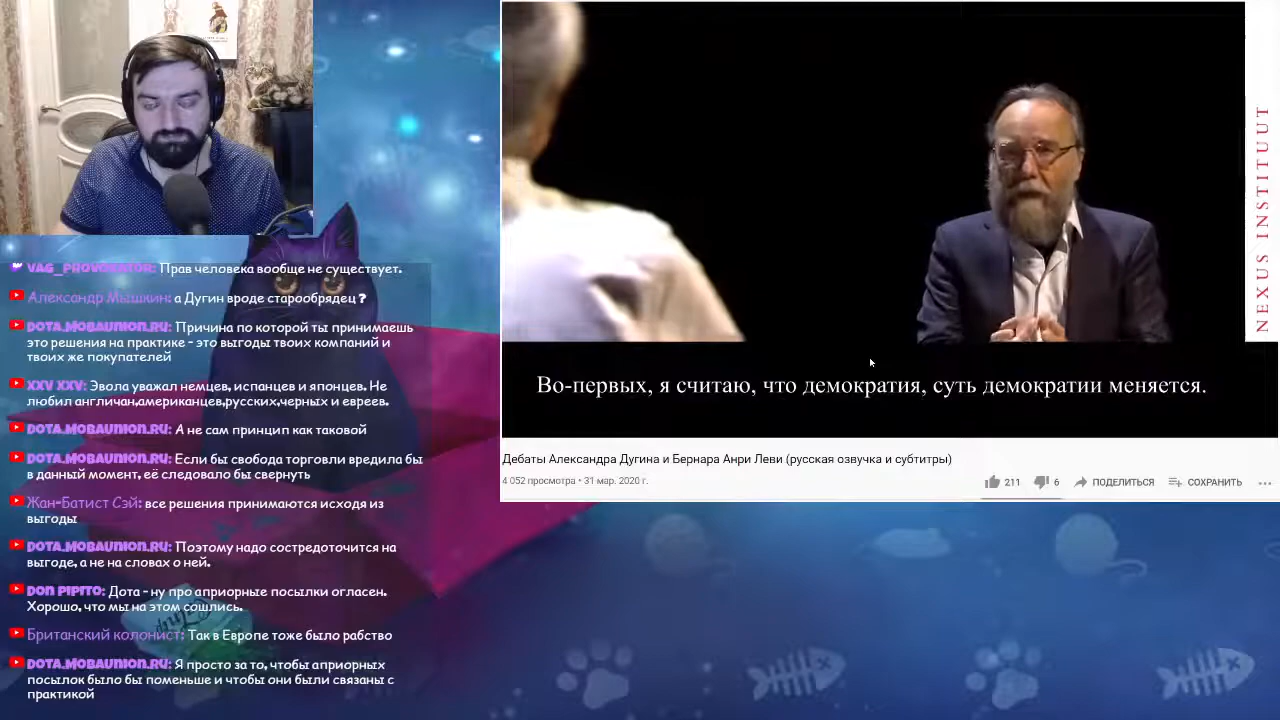 VAG_PROVOKATOR: Прав человека вообще не существует.
Александр Мышкин: а Дугин вроде старообрядец ?
DOTA.MOBAUNION.RU: Причина по которой ты принимаешь
это решения на практике - это выгоды твоих компаний и
твоих же покупателей
XXV XXV: Эвола уважал немцев, испанцев и японцев. Не
любил англичан,американцев,русских,черных и евреев.
DOTA.MOBAUNION.RU: А не сам принцип как таковой
DOTA.MOBAUNION.RU: Если бы свобода торговли вредила бы
в данный момент, её следовало бы свернуть
Жан-Батист Сэй: все решения принимаются исходя из
выгоды
DOTA.MOBAUNION.RU: Поэтому надо состредоточится на
выгоде, а не на словах о ней.
DON PIPITO: Дота - ну про априорные посылки огласен.
Хорошо, что мы на этом сошлись.
Британский колонист: Так в Европе тоже было рабство
DOTA.MOBAUNION.RU: Я просто за то, чтобы априорных
посылок было бы поменьше и чтобы они были связаны с
практикой
NEXUS INSTITUUT
Во-первых, я считаю, что демократия, суть демократии меняется.
Дебаты Александра Дугина и Бернара Анри Леви (русская озвучка и субтитры)
4 052 просмотра • 31 мар. 2020 г.
211
6
ПОДЕЛИТЬСЯ
СОХРАНИТЬ